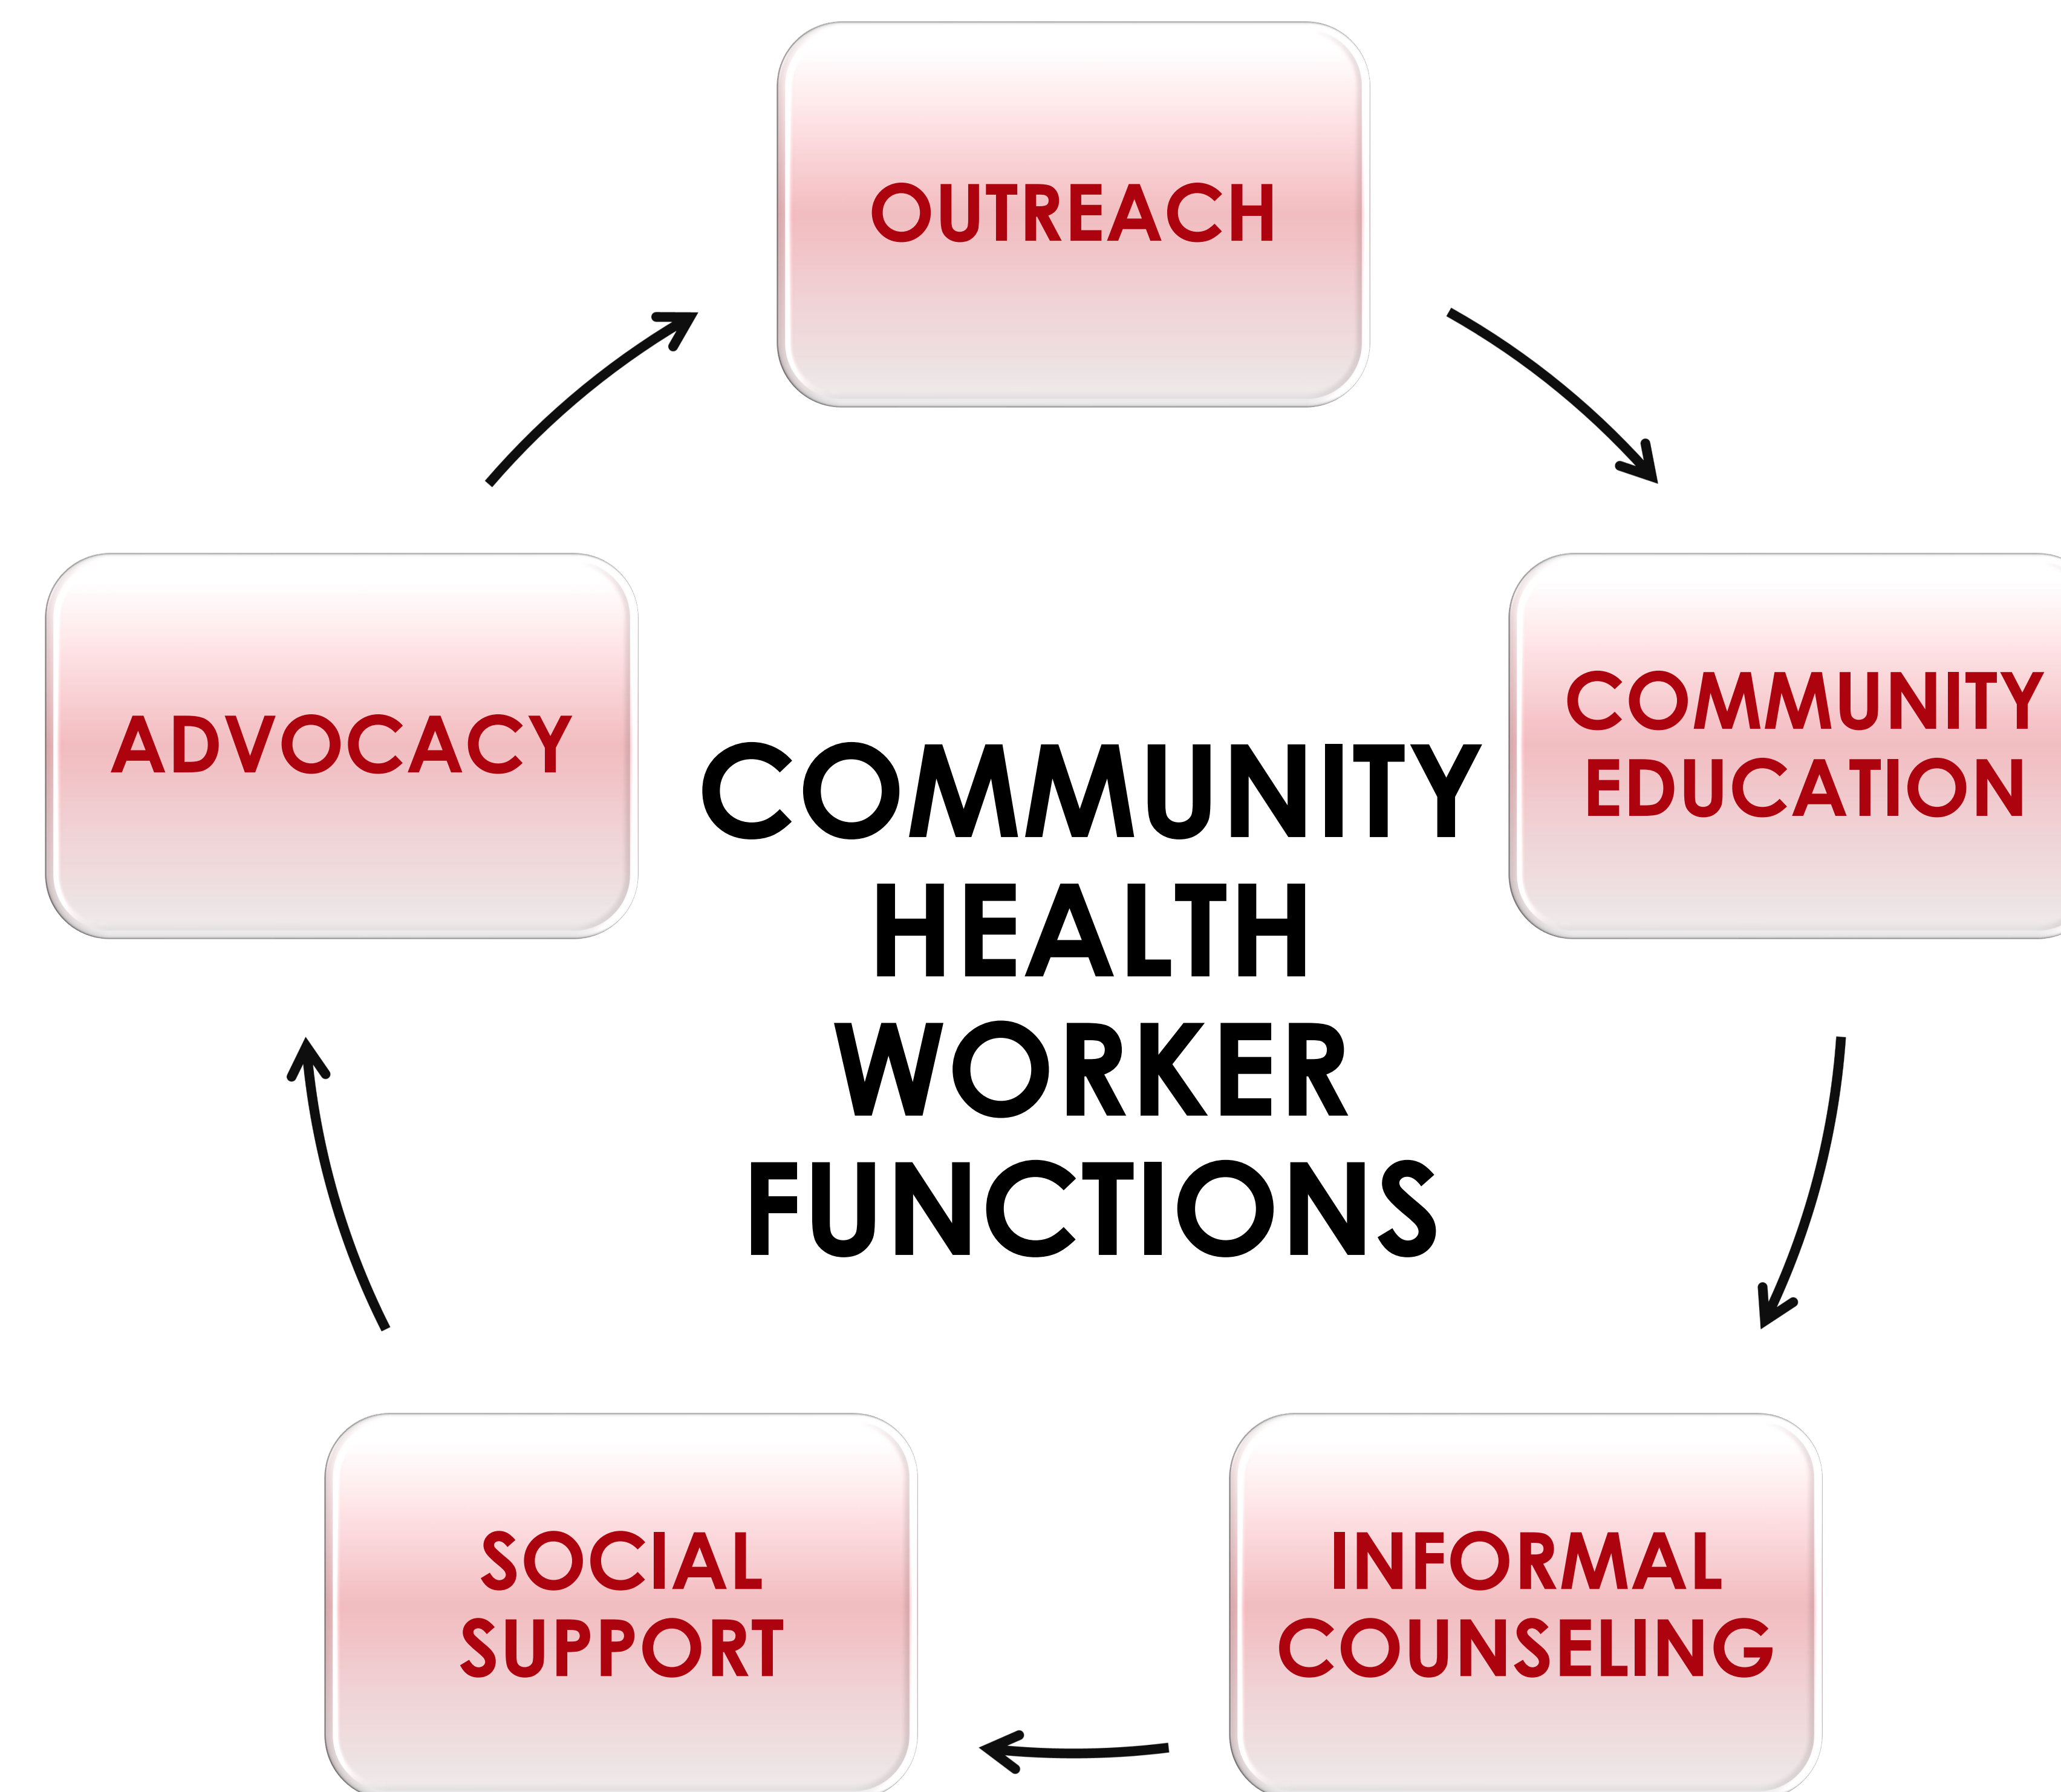 OUTREACH
ADVOCACY
COMMUNITY
EDUCATION
COMMUNITY
HEALTH
WORKER
FUNCTIONS
SOCIAL
SUPPORT
INFORMAL
COUNSELING